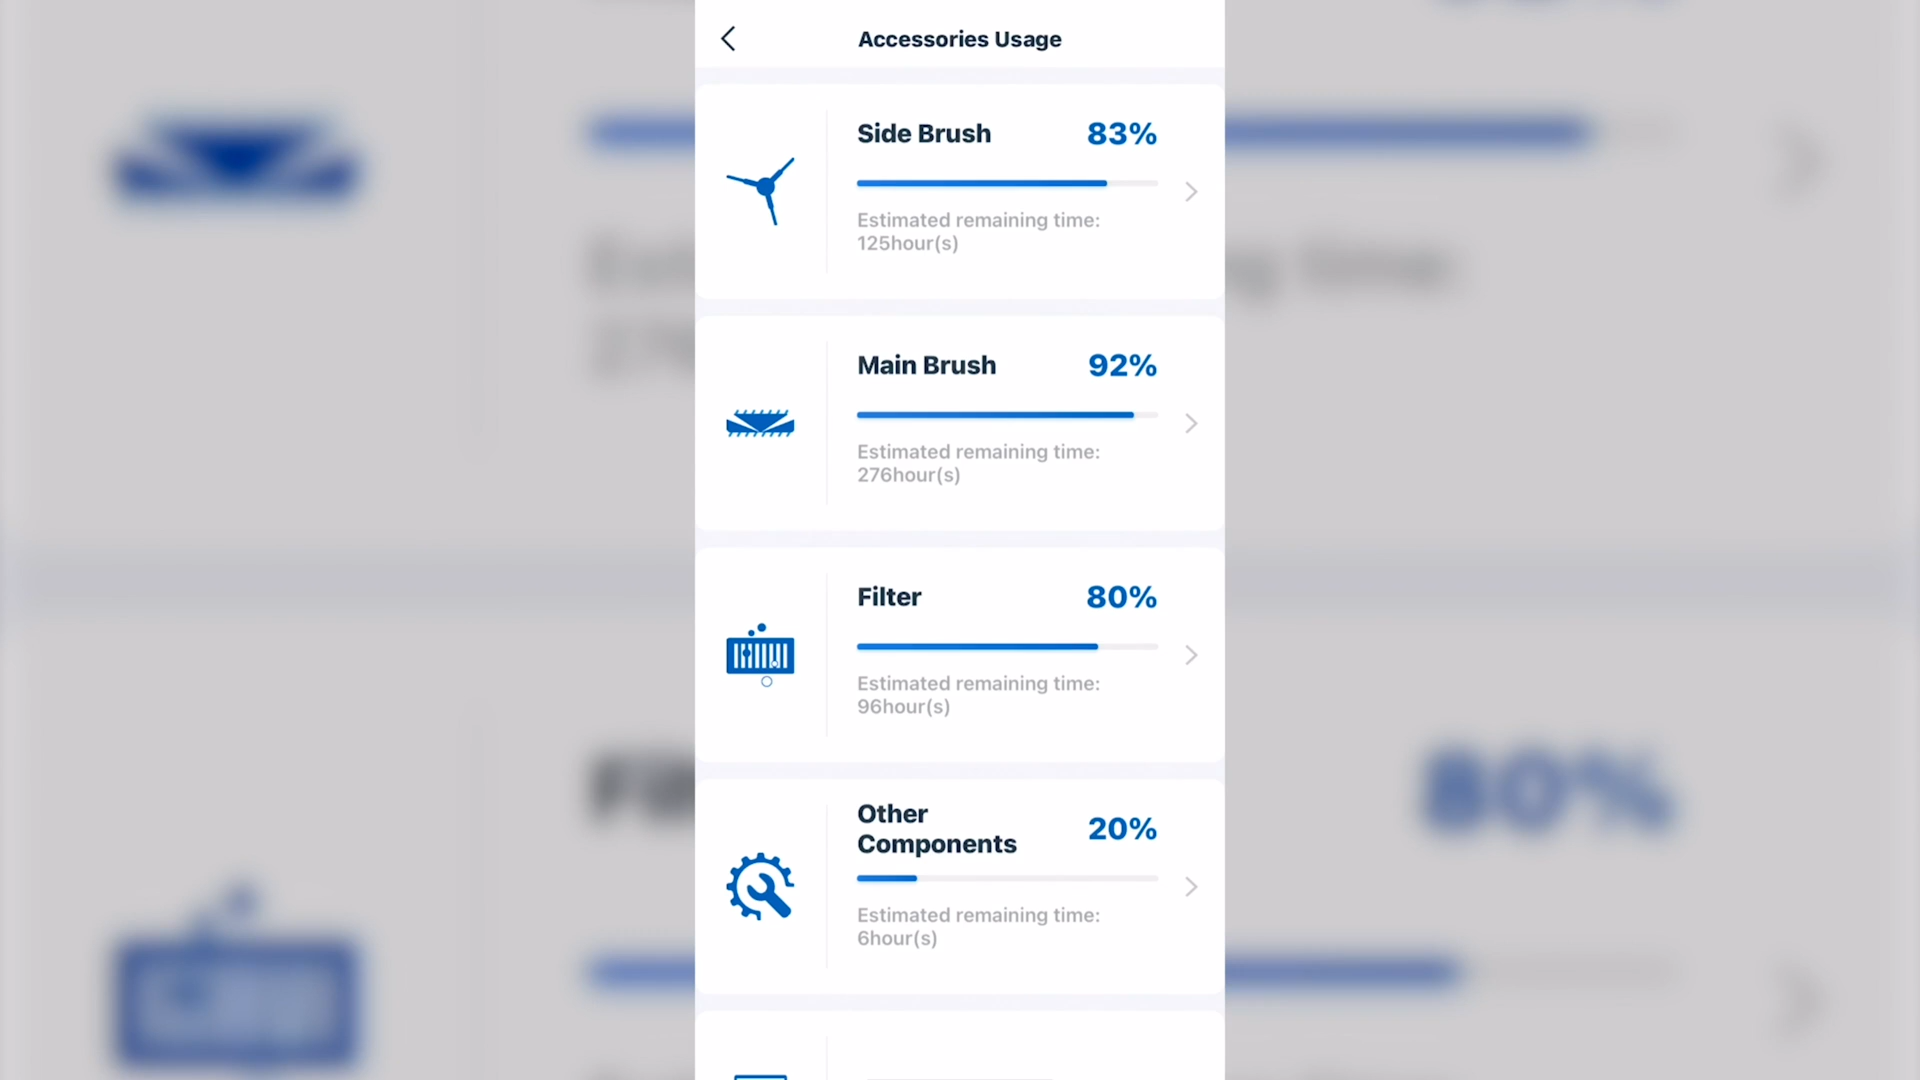 Accessories Usage
Side Brush 83%
Estimated remaining time:
125hour(s)
Main Brush 92%
Estimated remaining time:
276hour(s)
Filter 80%
Estimated remaining time:
96hour(s)
Other
Components 20%
Estimated remaining time:
6hour(s)
80%